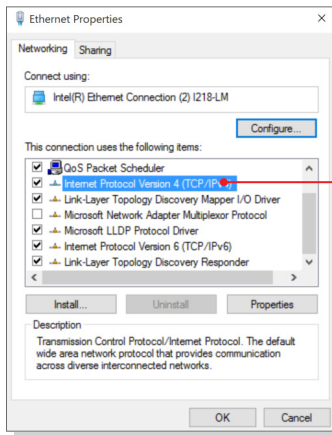 Ethernet Properties
Networking Sharing
Connect using:
Intel(R) Ethernet Connection (2) I218-LM
Configure...
This connection uses the following items:
QoS Packet Scheduler
Internet Protocol Version 4 (TCP/IPv4)
Link-Layer Topology Discovery Mapper I/O Driver
Microsoft Network Adapter Multiplexor Protocol
Microsoft LLDP Protocol Driver
Internet Protocol Version 6 (TCP/IPv6)
Link-Layer Topology Discovery Responder
Install... Uninstall Properties
Description
Transmission Control Protocol/Internet Protocol. The default
wide area network protocol that provides communication
across diverse interconnected networks.
OK Cancel